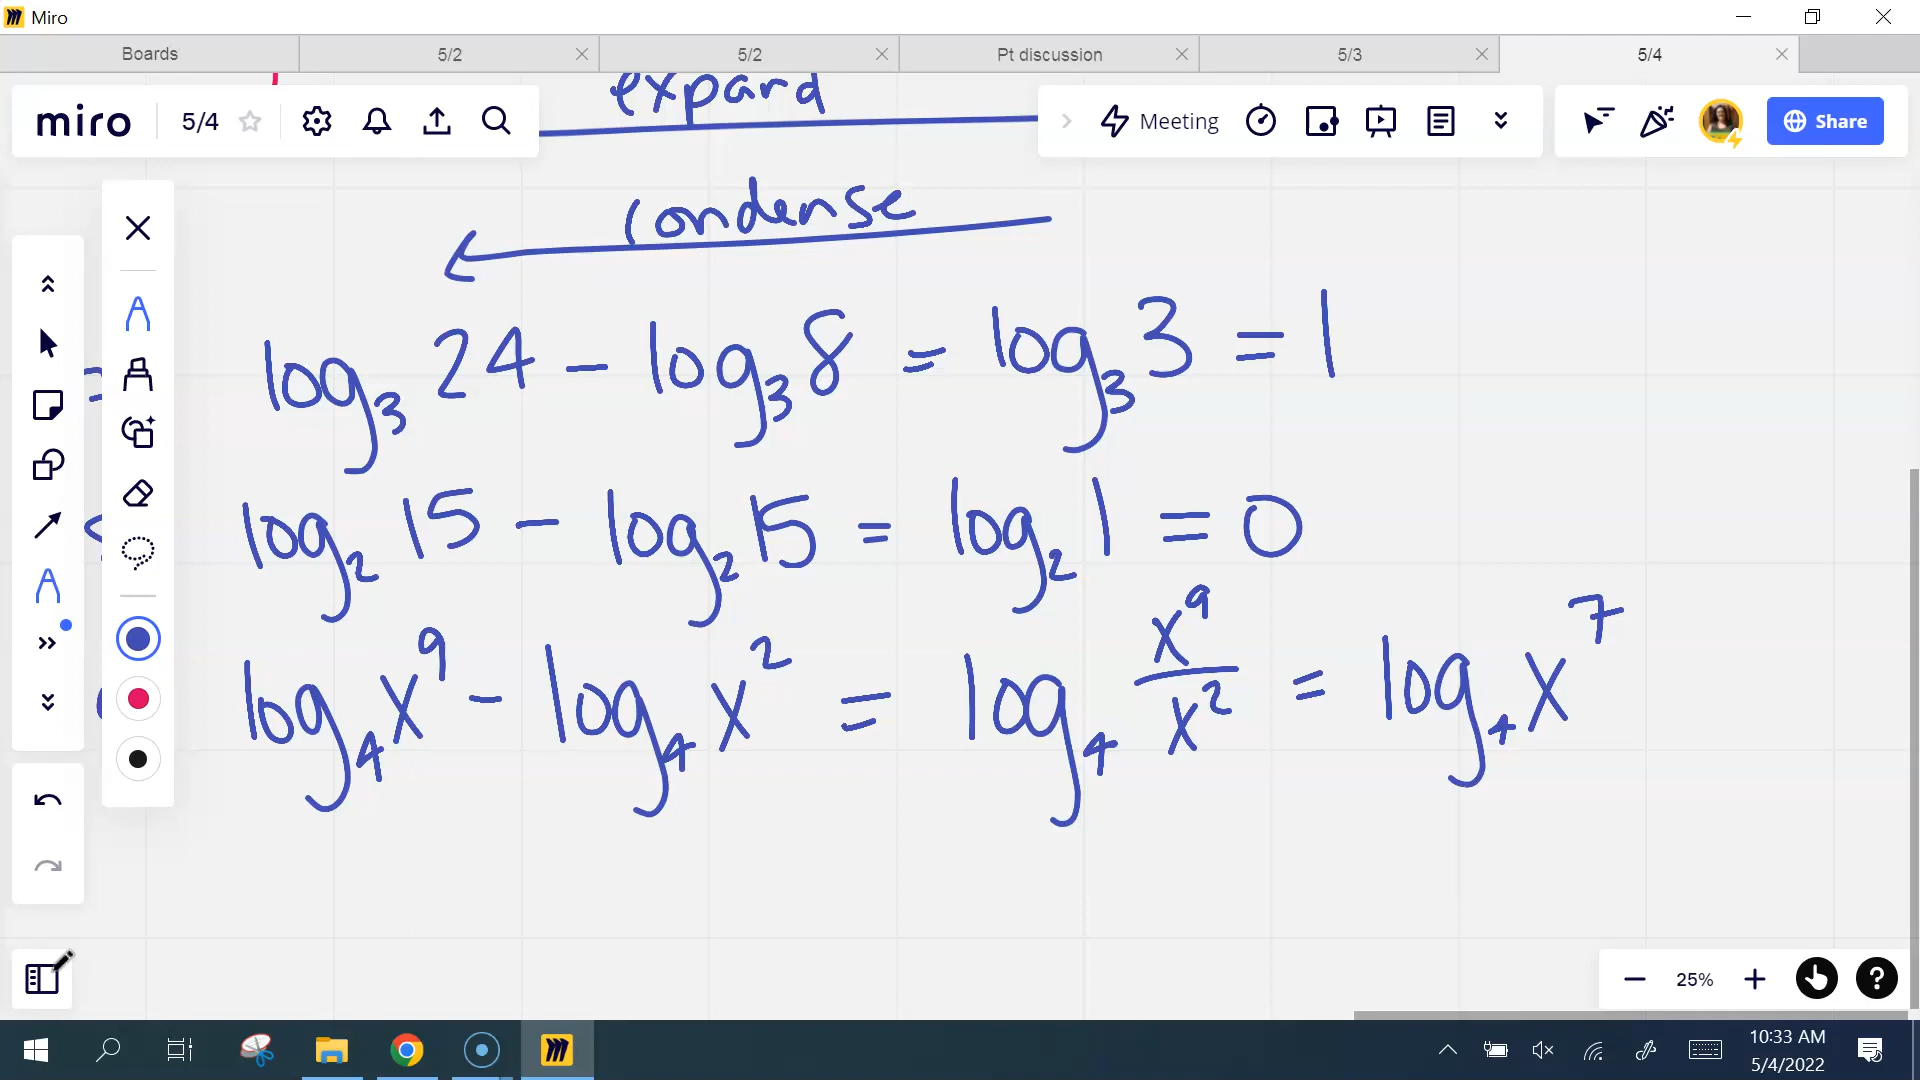 Miro
Boards 5/2 5/2 Pt discussion 5/3 5/4
expand
miro 5/4 Meeting Share
condense
log₃ 24 − log₃ 8 = log₃ 3 = 1
log₂ 15 − log₂ 15 = log₂ 1 = 0
log₄ x⁹ − log₄ x² = log₄ x⁹/x² = log₄ x⁷
25%
10:33 AM
5/4/2022